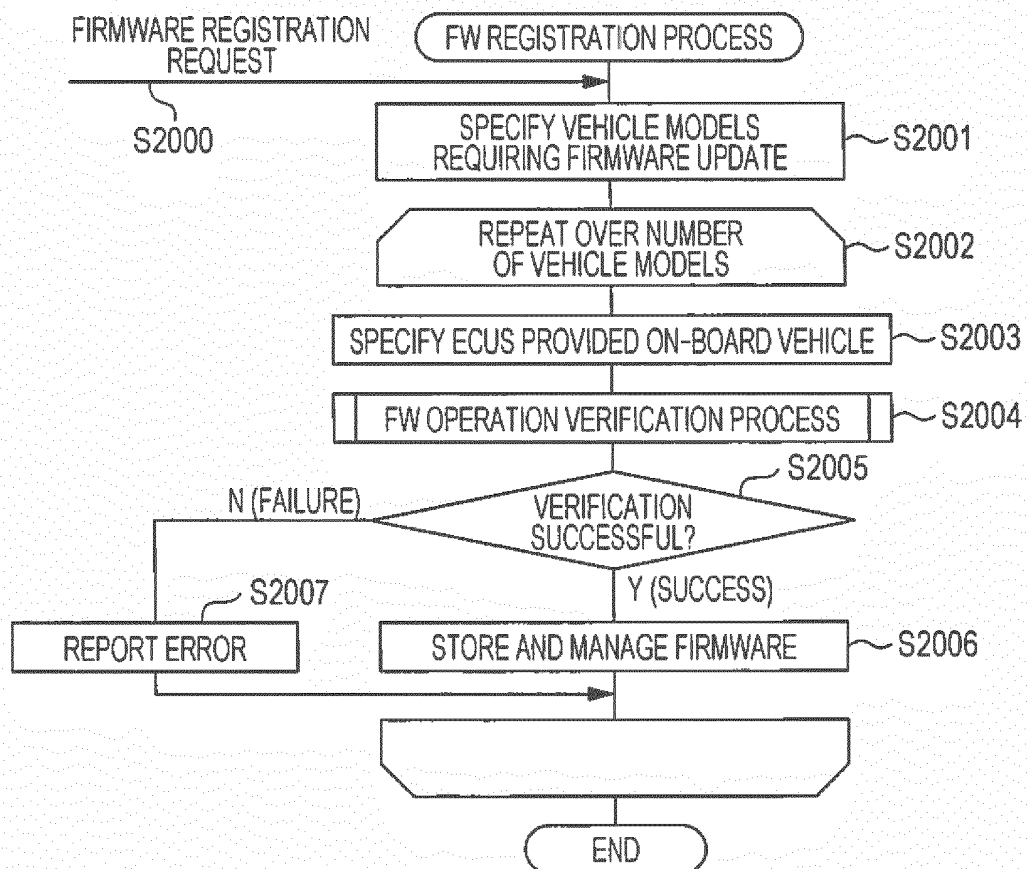 FIRMWARE REGISTRATION
REQUEST
FW REGISTRATION PROCESS
S2000
SPECIFY VEHICLE MODELS
REQUIRING FIRMWARE UPDATE
S2001
REPEAT OVER NUMBER
OF VEHICLE MODELS
S2002
SPECIFY ECUS PROVIDED ON-BOARD VEHICLE
S2003
FW OPERATION VERIFICATION PROCESS
S2004
S2005
N (FAILURE)
VERIFICATION
SUCCESSFUL?
Y (SUCCESS)
S2007
REPORT ERROR
STORE AND MANAGE FIRMWARE
S2006
END